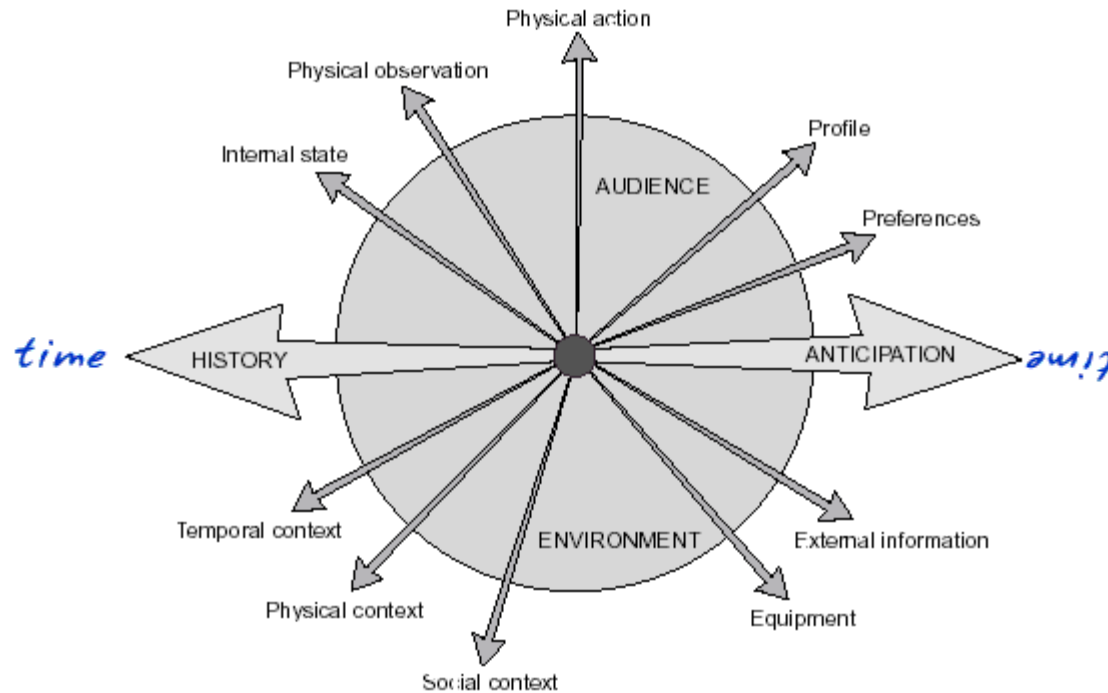 Physical action
Physical observation
Profile
Internal state
AUDIENCE
Preferences
time
HISTORY
ANTICIPATION
time
Temporal context
ENVIRONMENT
External information
Physical context
Equipment
Social context